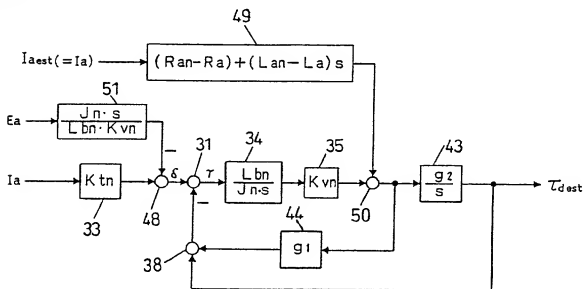 49
Iaest(=Ia)
(Ran-Ra)+(Lan-La)s
51
Ea
Jn·s
Lbn·Kvn
−
31
34
35
43
Ia
Ktn
δ
γ
Lbn
Jn·s
Kvn
g2
s
τdest
33
48
−
44
50
38
g1